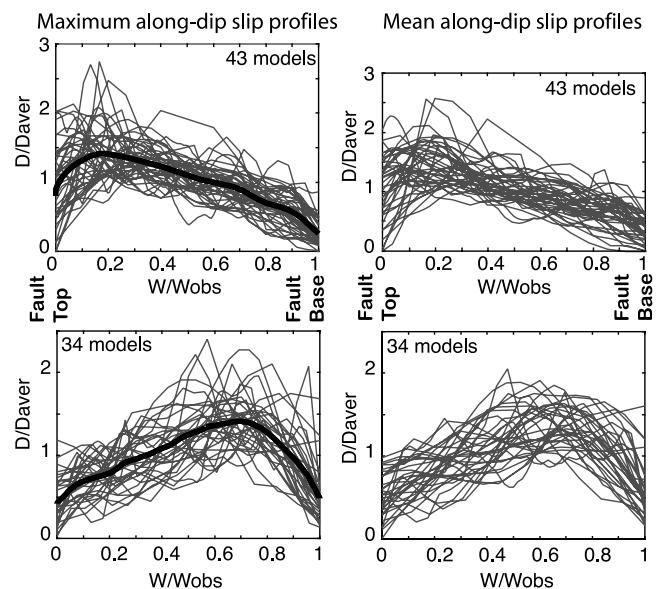 Maximum along-dip slip profiles
Mean along-dip slip profiles
3
43 models
2
1
0
D/Daver
0
0.2
0.4
0.6
0.8
1
W/Wobs
Fault
Top
Fault
Base
3
43 models
2
1
0
D/Daver
0
0.2
0.4
0.6
0.8
1
W/Wobs
Fault
Top
Fault
Base
34 models
2
1
0
D/Daver
0
0.2
0.4
0.6
0.8
1
W/Wobs
34 models
2
1
0
D/Daver
0
0.2
0.4
0.6
0.8
1
W/Wobs